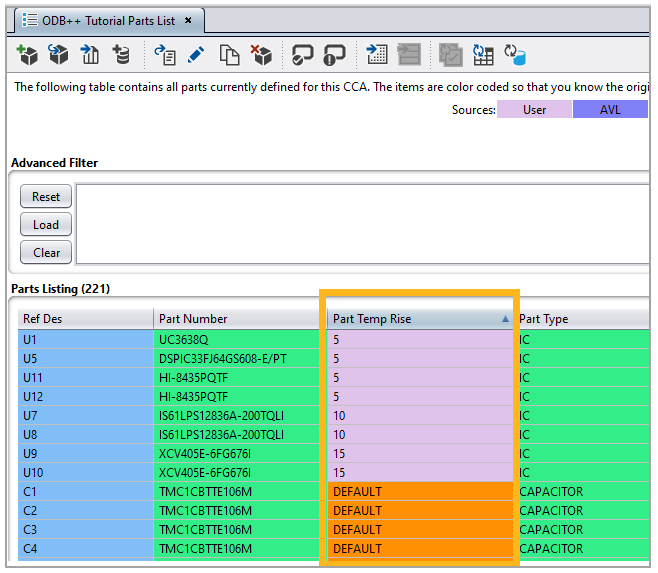 ODB++ Tutorial Parts List ×
The following table contains all parts currently defined for this CCA. The items are color coded so that you know the origi
Sources: User AVL
Advanced Filter
Reset
Load
Clear
Parts Listing (221)
Ref Des Part Number Part Temp Rise Part Type
U1 UC3638Q 5 IC
U5 DSPIC33FJ64GS608-E/PT 5 IC
U11 HI-8435PQTF 5 IC
U12 HI-8435PQTF 5 IC
U7 IS61LPS12836A-200TQLI 10 IC
U8 IS61LPS12836A-200TQLI 10 IC
U9 XCV405E-6FG676I 15 IC
U10 XCV405E-6FG676I 15 IC
C1 TMC1CBTTE106M DEFAULT CAPACITOR
C2 TMC1CBTTE106M DEFAULT CAPACITOR
C3 TMC1CBTTE106M DEFAULT CAPACITOR
C4 TMC1CBTTE106M DEFAULT CAPACITOR